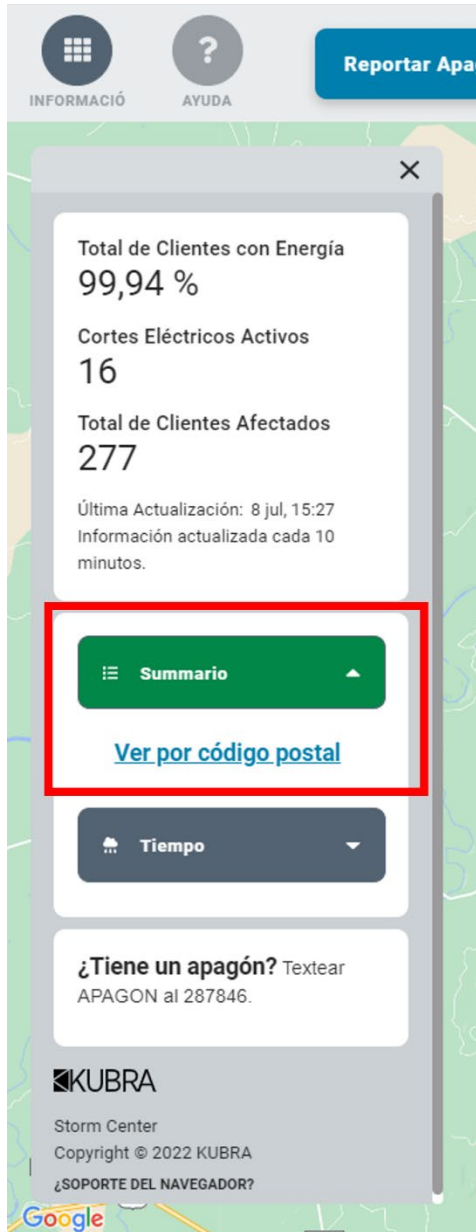 INFORMACIÓ
AYUDA
Reportar Apa
Total de Clientes con Energía
99,94 %
Cortes Eléctricos Activos
16
Total de Clientes Afectados
277
Última Actualización: 8 jul, 15:27
Información actualizada cada 10
minutos.
Summario
Ver por código postal
Tiempo
¿Tiene un apagón? Textear
APAGON al 287846.
KUBRA
Storm Center
Copyright © 2022 KUBRA
¿SOPORTE DEL NAVEGADOR?
Google